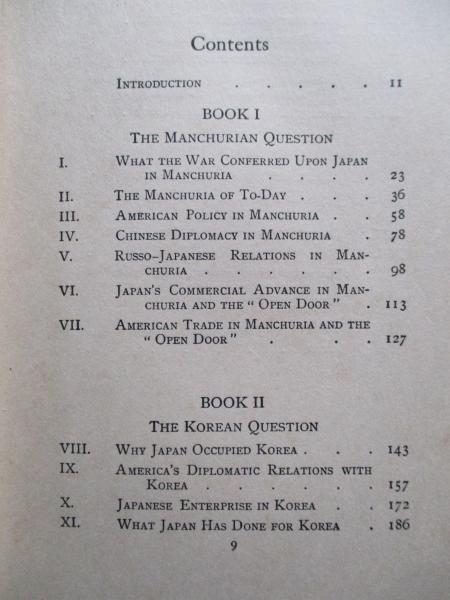 Contents
INTRODUCTION . . . . . 11
BOOK I
THE MANCHURIAN QUESTION
I. WHAT THE WAR CONFERRED UPON JAPAN
IN MANCHURIA . . . . 23
II. THE MANCHURIA OF TO-DAY . . . 36
III. AMERICAN POLICY IN MANCHURIA . . 58
IV. CHINESE DIPLOMACY IN MANCHURIA . 78
V. RUSSO-JAPANESE RELATIONS IN MAN-
CHURIA . . . . . . 98
VI. JAPAN'S COMMERCIAL ADVANCE IN MAN-
CHURIA AND THE "OPEN DOOR" . 113
VII. AMERICAN TRADE IN MANCHURIA AND THE
"OPEN DOOR" . . . 127
BOOK II
THE KOREAN QUESTION
VIII. WHY JAPAN OCCUPIED KOREA . . . 143
IX. AMERICA'S DIPLOMATIC RELATIONS WITH
KOREA . . . . . 157
X. JAPANESE ENTERPRISE IN KOREA . . 172
XI. WHAT JAPAN HAS DONE FOR KOREA . 186
9